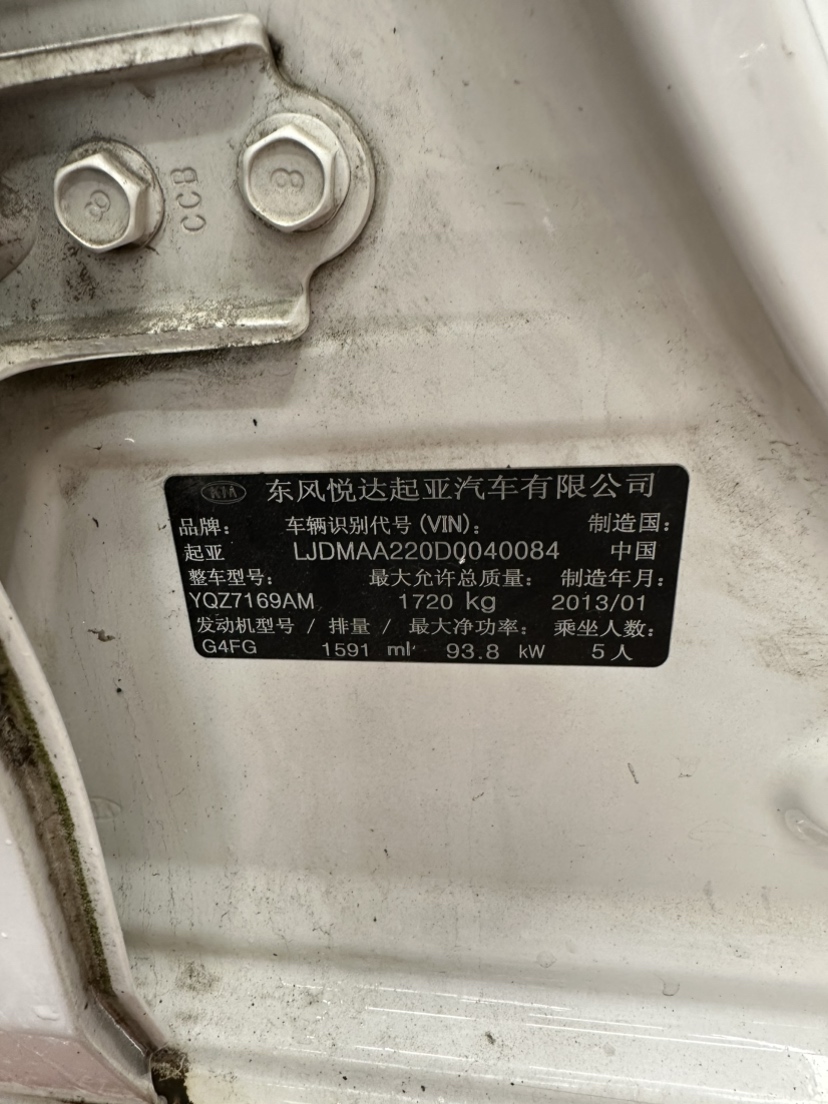 8 CCB 8
KIA 东风悦达起亚汽车有限公司
品牌： 车辆识别代号(VIN)： 制造国：
起亚 LJDMAA220D0040084 中国
整车型号： 最大允许总质量： 制造年月：
YQZ7169AM 1720 kg 2013/01
发动机型号 / 排量 / 最大净功率： 乘坐人数：
G4FG 1591 ml 93.8 kW 5人